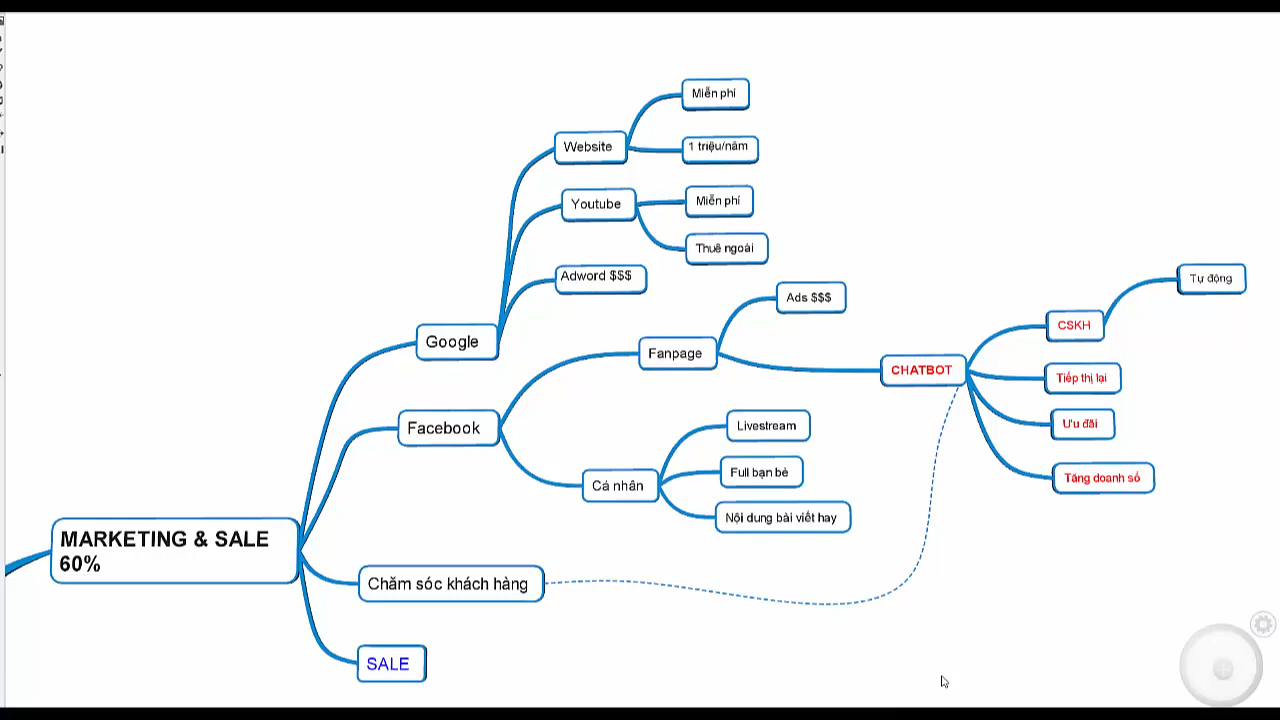 Miễn phí
Website
1 triệu/năm
Youtube
Miễn phí
Thuê ngoài
Adword $$$
Google
Ads $$$
Fanpage
Tự động
CSKH
CHATBOT
Tiếp thị lại
Ưu đãi
Tăng doanh số
Facebook
Livestream
Cá nhân
Full bạn bè
Nội dung bài viết hay
MARKETING & SALE
60%
Chăm sóc khách hàng
SALE